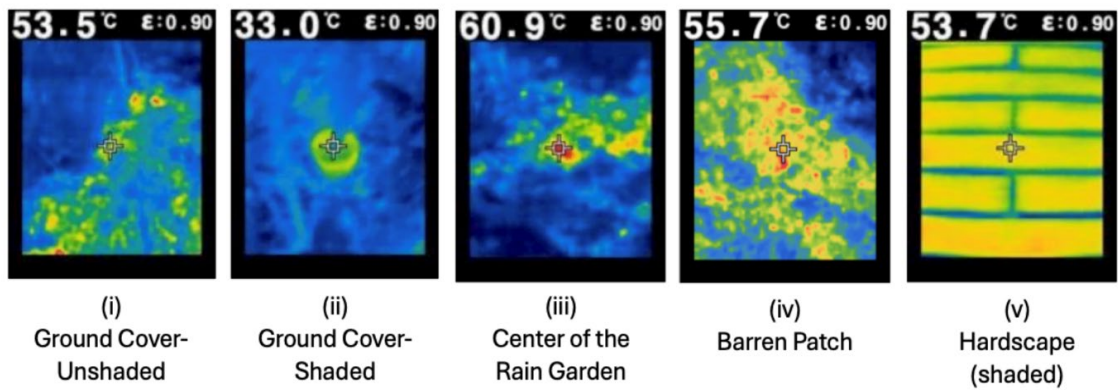 53.5°C ε:0.90
33.0°C ε:0.90
60.9°C ε:0.90
55.7°C ε:0.90
53.7°C ε:0.90
(i)
Ground Cover-
Unshaded
(ii)
Ground Cover-
Shaded
(iii)
Center of the
Rain Garden
(iv)
Barren Patch
(v)
Hardscape
(shaded)